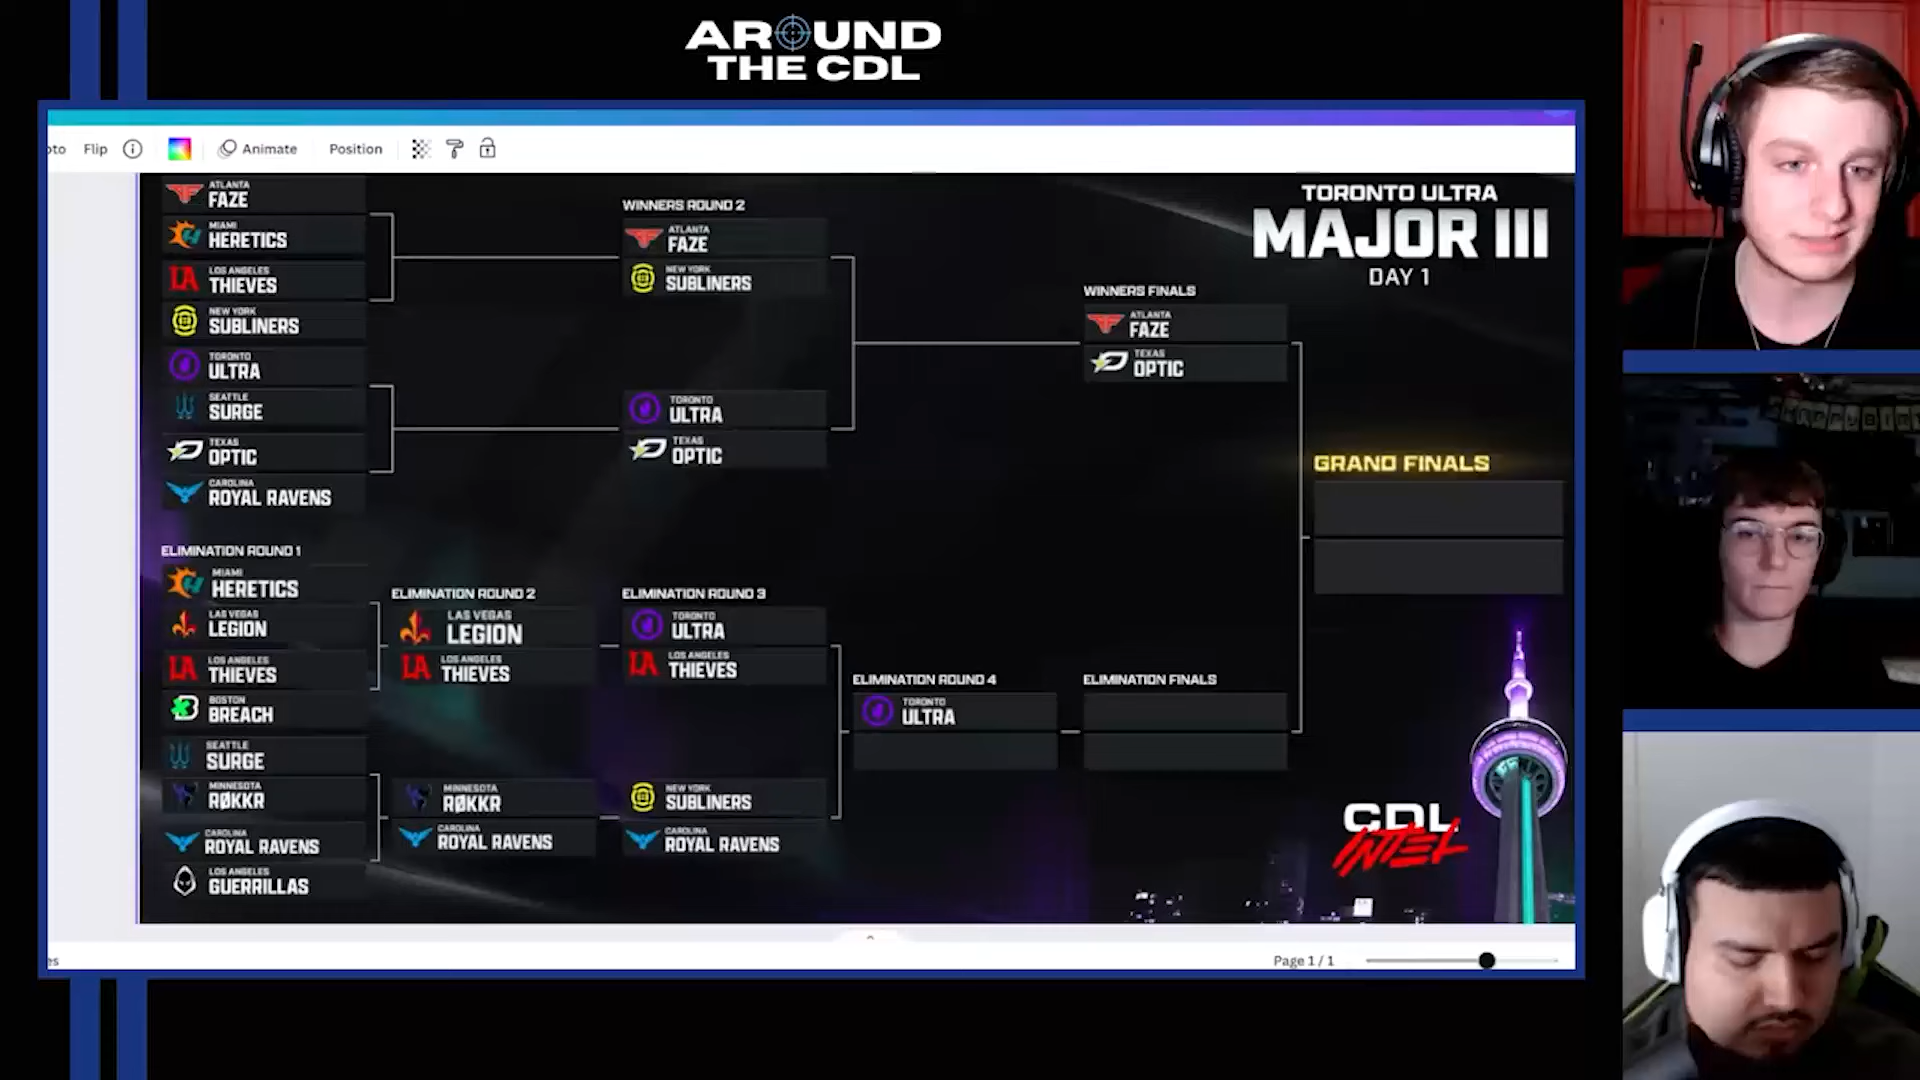 AROUND
THE CDL
oto Flip Animate Position
ATLANTA
FAZE
MIAMI
HERETICS
LOS ANGELES
THIEVES
NEW YORK
SUBLINERS
TORONTO
ULTRA
SEATTLE
SURGE
TEXAS
OPTIC
CAROLINA
ROYAL RAVENS
WINNERS ROUND 2
ATLANTA
FAZE
NEW YORK
SUBLINERS
TORONTO
ULTRA
TEXAS
OPTIC
WINNERS FINALS
ATLANTA
FAZE
TEXAS
OPTIC
TORONTO ULTRA
MAJOR III
DAY 1
GRAND FINALS
ELIMINATION ROUND 1
MIAMI
HERETICS
LAS VEGAS
LEGION
LA
LOS ANGELES
THIEVES
BOSTON
BREACH
SEATTLE
SURGE
MINNESOTA
RØKKR
CAROLINA
ROYAL RAVENS
LOS ANGELES
GUERRILLAS
ELIMINATION ROUND 2
LAS VEGAS
LEGION
LA
LOS ANGELES
THIEVES
MINNESOTA
RØKKR
CAROLINA
ROYAL RAVENS
ELIMINATION ROUND 3
TORONTO
ULTRA
LA
LOS ANGELES
THIEVES
NEW YORK
SUBLINERS
CAROLINA
ROYAL RAVENS
ELIMINATION ROUND 4
TORONTO
ULTRA
ELIMINATION FINALS
CDL
INTEL
es
Page 1 / 1